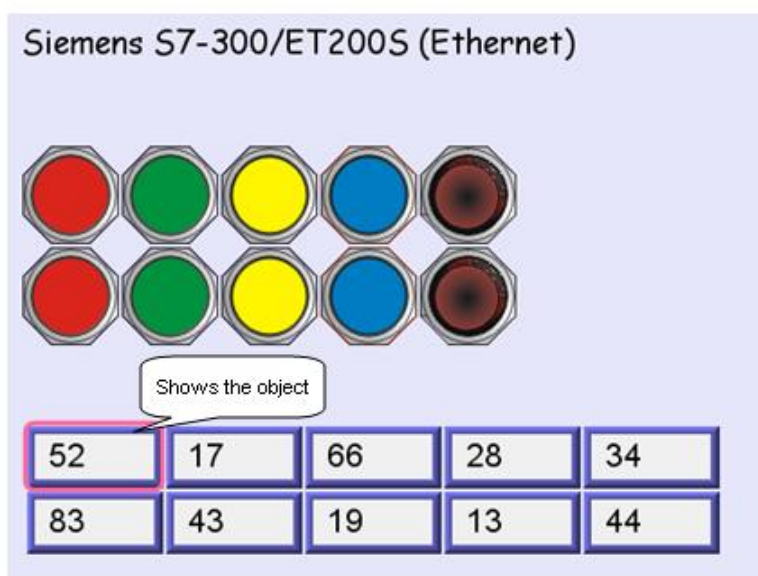 Siemens S7-300/ET200S (Ethernet)
Shows the object
52 17 66 28 34
83 43 19 13 44